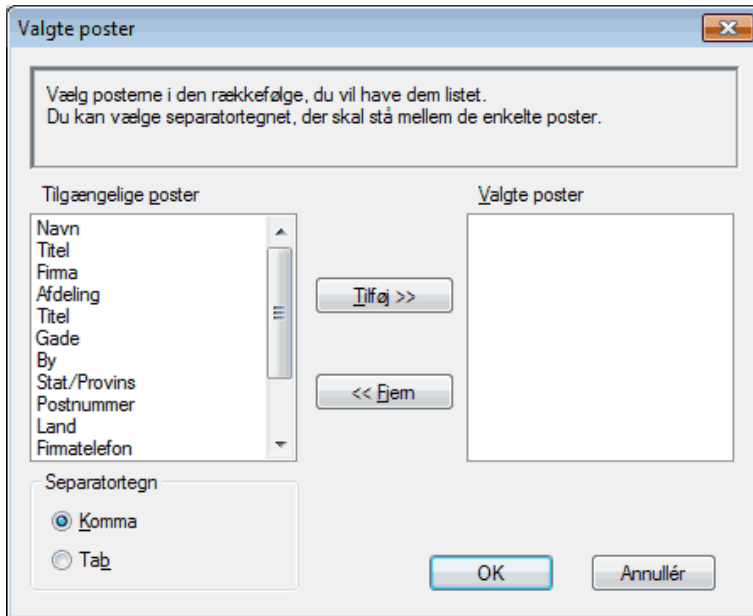 Valgte poster
Vælg posterne i den rækkefølge, du vil have dem listet.
Du kan vælge separatortegnet, der skal stå mellem de enkelte poster.
Tilgængelige poster
Valgte poster
Navn
Titel
Firma
Afdeling
Titel
Gade
By
Stat/Provins
Postnummer
Land
Firmatelefon
Tilføj >>
<< Fjern
Separatortegn
Komma
Tab
OK
Annullér